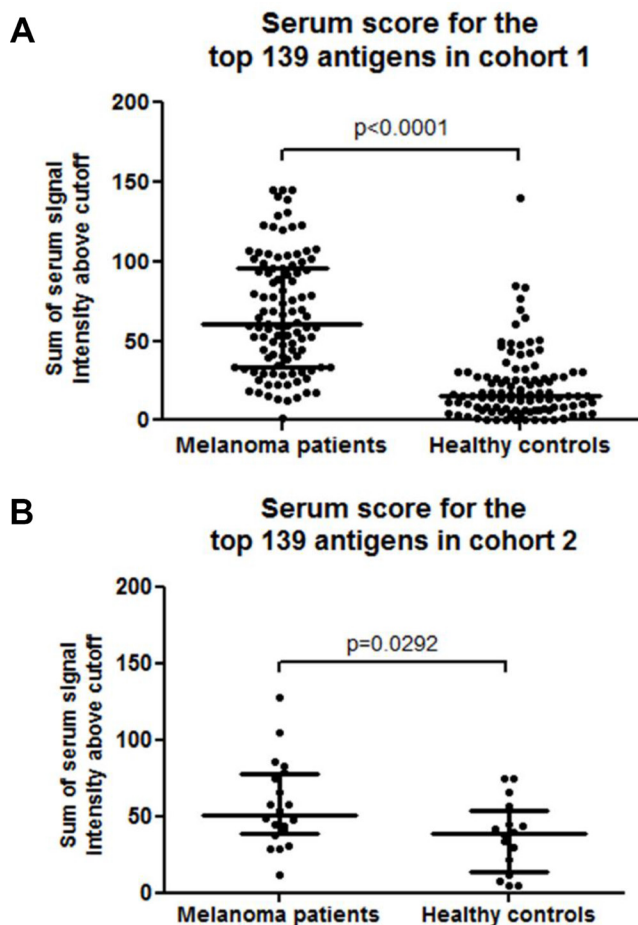 A
Serum score for the
top 139 antigens in cohort 1
Sum of serum signal
Intensity above cutoff
200
150
100
50
0
p<0.0001
Melanoma patients
Healthy controls
B
Serum score for the
top 139 antigens in cohort 2
Sum of serum signal
Intensity above cutoff
200
150
100
50
0
p=0.0292
Melanoma patients
Healthy controls